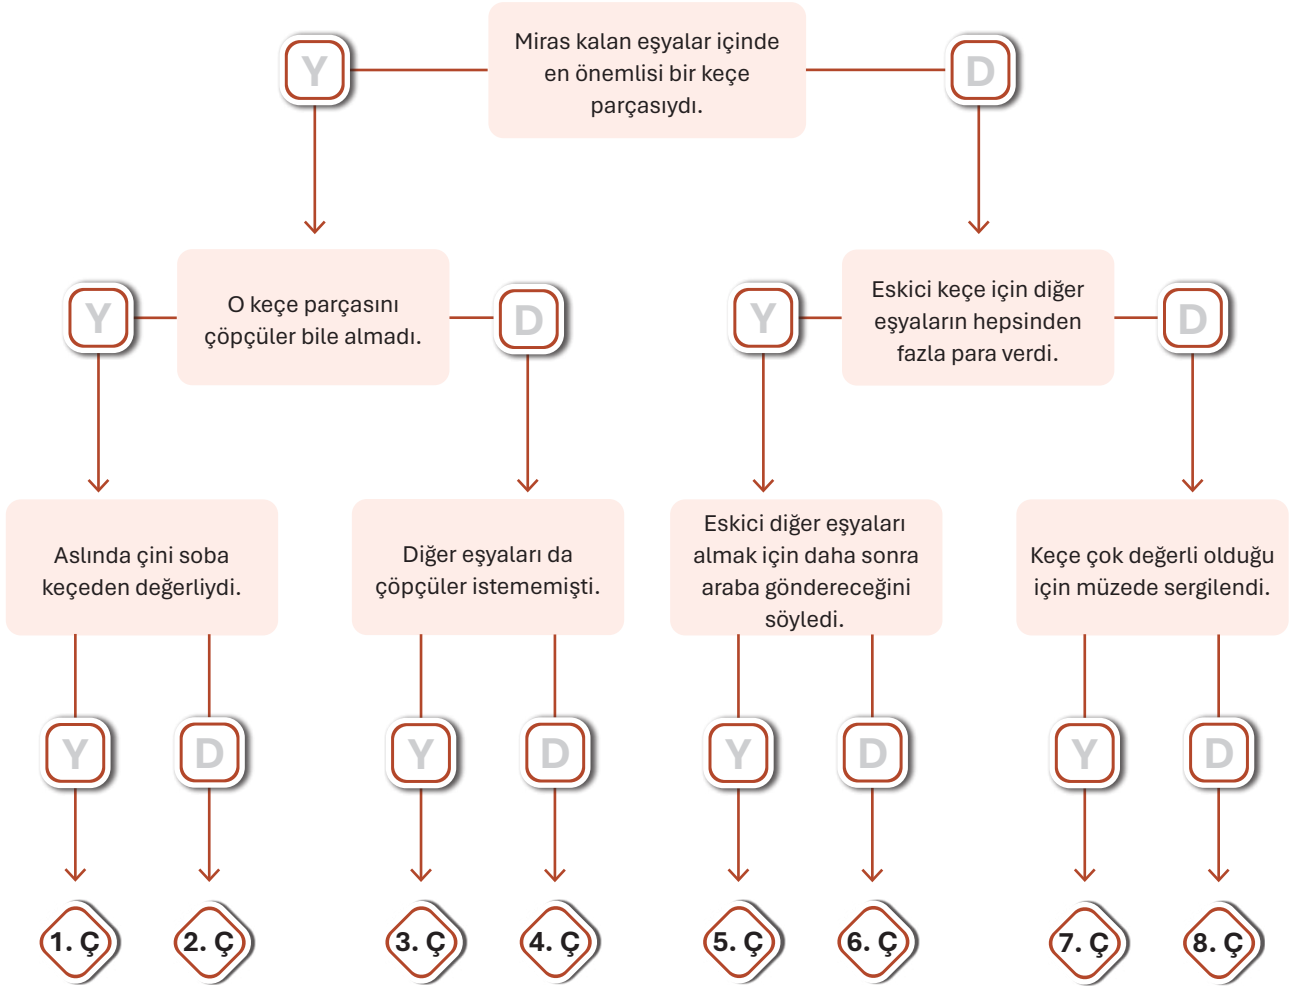 Miras kalan eşyalar içinde
en önemlisi bir keçe
parçasıydı.
Y
D
O keçe parçasını
çöpçüler bile almadı.
Y
D
Eskici keçe için diğer
eşyaların hepsinden
fazla para verdi.
Y
D
Aslında çini soba
keçeden değerliydi.
Diğer eşyaları da
çöpçüler istememişti.
Eskici diğer eşyaları
almak için daha sonra
araba göndereceğini
söyledi.
Keçe çok değerli olduğu
için müzede sergilendi.
Y
D
Y
D
Y
D
Y
D
1. Ç
2. Ç
3. Ç
4. Ç
5. Ç
6. Ç
7. Ç
8. Ç